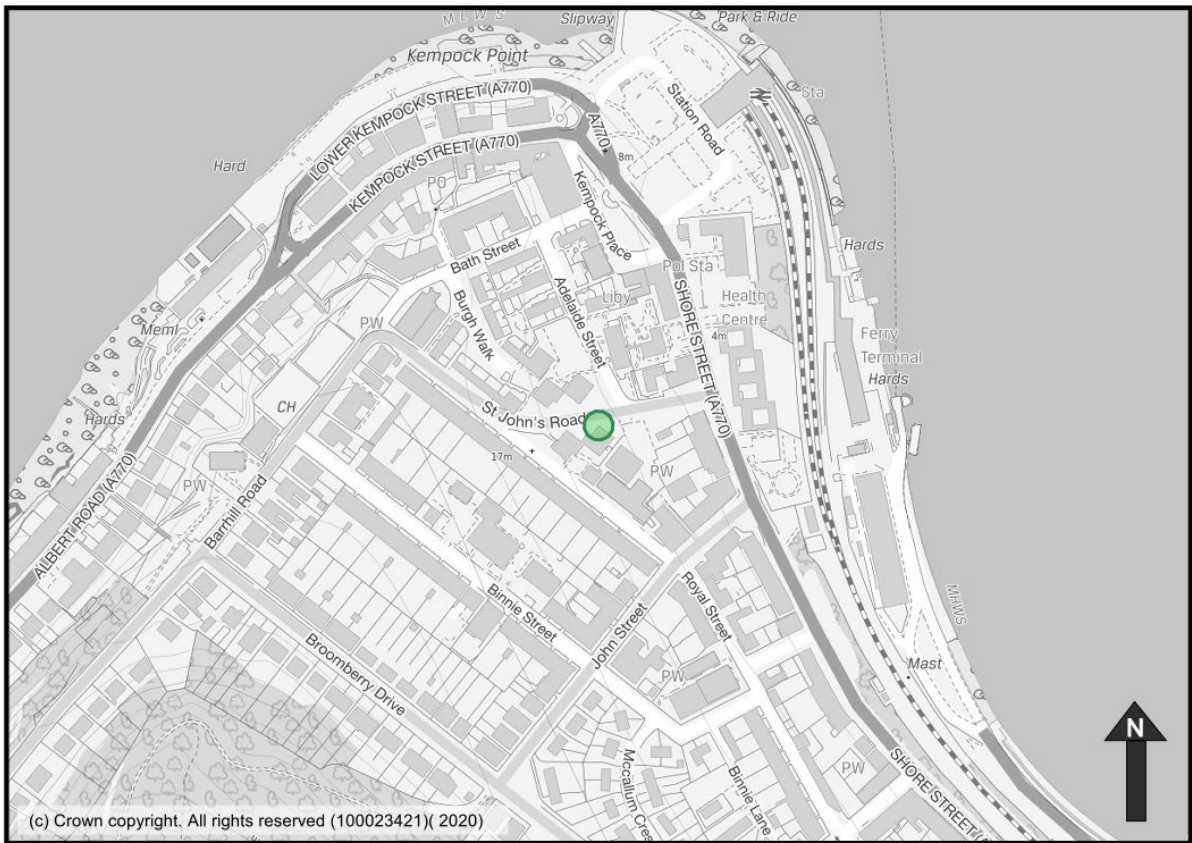 MLWS
Slipway
Park & Ride
Kempock Point
Sta
LOWER KEMPOCK STREET (A770)
A770
Station Road
8m
KEMPOCK STREET (A770)
Hard
PO
Kempock Place
Bath Street
Hards
Pol Sta
Adelaide Street
Liby
Health
Centre
Burgh Walk
SHORE STREET (A770)
4m
Meml
PW
Ferry
Terminal
Hards
CH
St John's Road
Hards
17m
PW
PW
ALBERT ROAD (A770)
Barrhill Road
Binnie Street
Royal Street
John Street
MHWS
Broomberry Drive
PW
Mast
Mccallum Cres
Binnie Lane
PW
SHORE STREET (A770)
N
(c) Crown copyright. All rights reserved (100023421)( 2020)